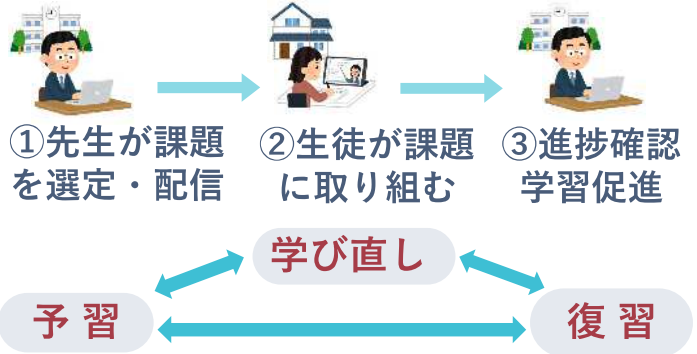 ①先生が課題
を選定・配信
②生徒が課題
に取り組む
③進捗確認
学習促進
学び直し
予習
復習